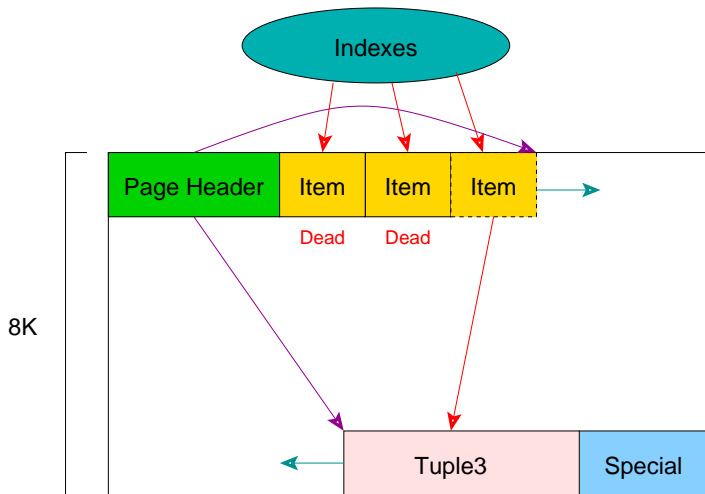 Indexes
Page Header Item Item Item
Dead Dead
8K
Tuple3 Special